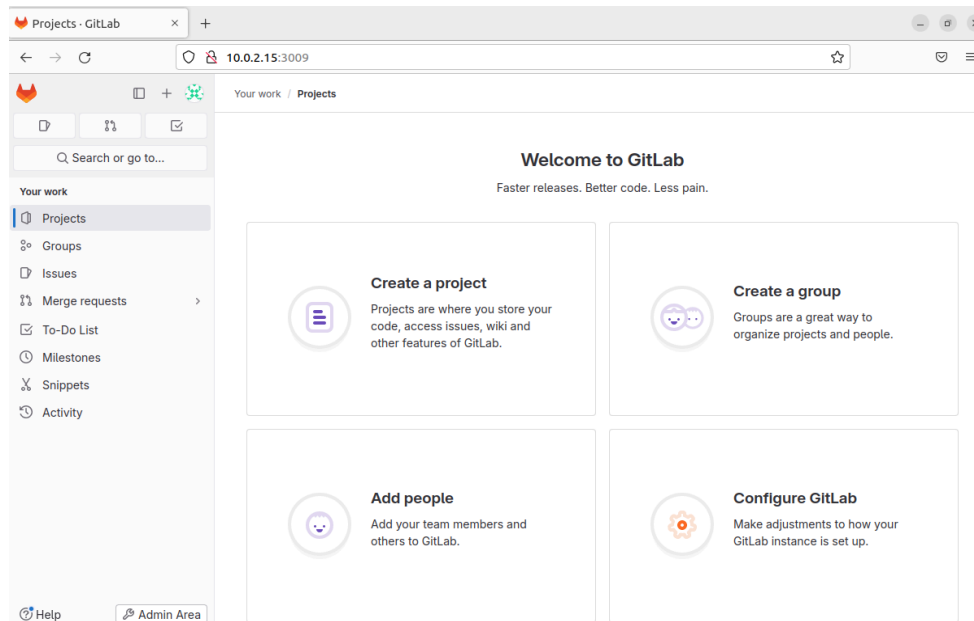 Projects · GitLab
10.0.2.15:3009
Your work / Projects
Search or go to...
Your work
Projects
Groups
Issues
Merge requests
To-Do List
Milestones
Snippets
Activity
Help
Admin Area
Welcome to GitLab
Faster releases. Better code. Less pain.
Create a project
Projects are where you store your
code, access issues, wiki and
other features of GitLab.
Create a group
Groups are a great way to
organize projects and people.
Add people
Add your team members and
others to GitLab.
Configure GitLab
Make adjustments to how your
GitLab instance is set up.